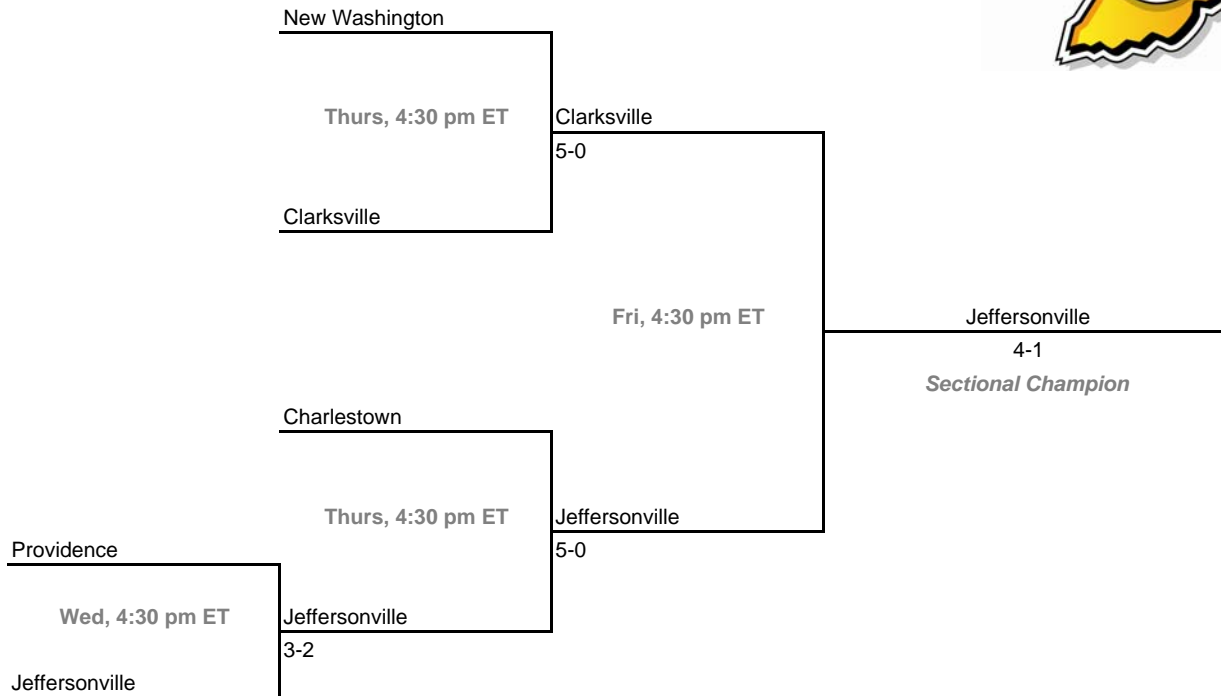 New Washington
Thurs, 4:30 pm ET
Clarksville
5-0
Clarksville
Fri, 4:30 pm ET
Jeffersonville
4-1
Sectional Champion
Charlestown
Thurs, 4:30 pm ET
Jeffersonville
5-0
Providence
Wed, 4:30 pm ET
Jeffersonville
3-2
Jeffersonville